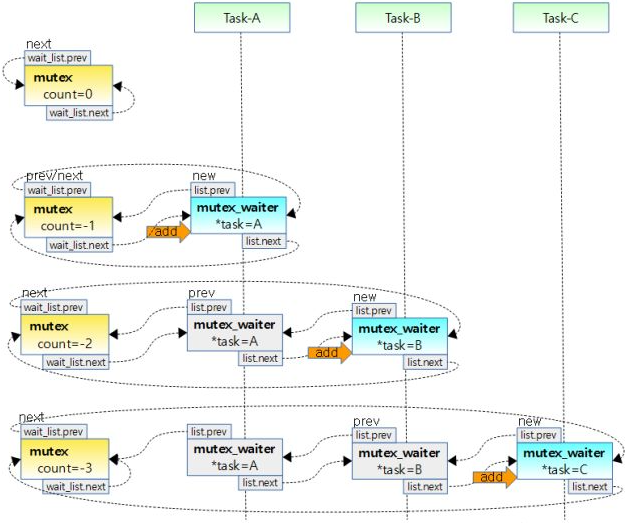 Task-A
Task-B
Task-C
next
wait_list.prev
mutex
count=0
wait_list.next
prev/next
wait_list.prev
mutex
count=-1
wait_list.next
add
new
list.prev
mutex_waiter
*task=A
list.next
next
wait_list.prev
mutex
count=-2
wait_list.next
prev
list.prev
mutex_waiter
*task=A
list.next
add
new
list.prev
mutex_waiter
*task=B
list.next
next
wait_list.prev
mutex
count=-3
wait_list.next
list.prev
mutex_waiter
*task=A
list.next
prev
list.prev
mutex_waiter
*task=B
list.next
add
new
list.prev
mutex_waiter
*task=C
list.next